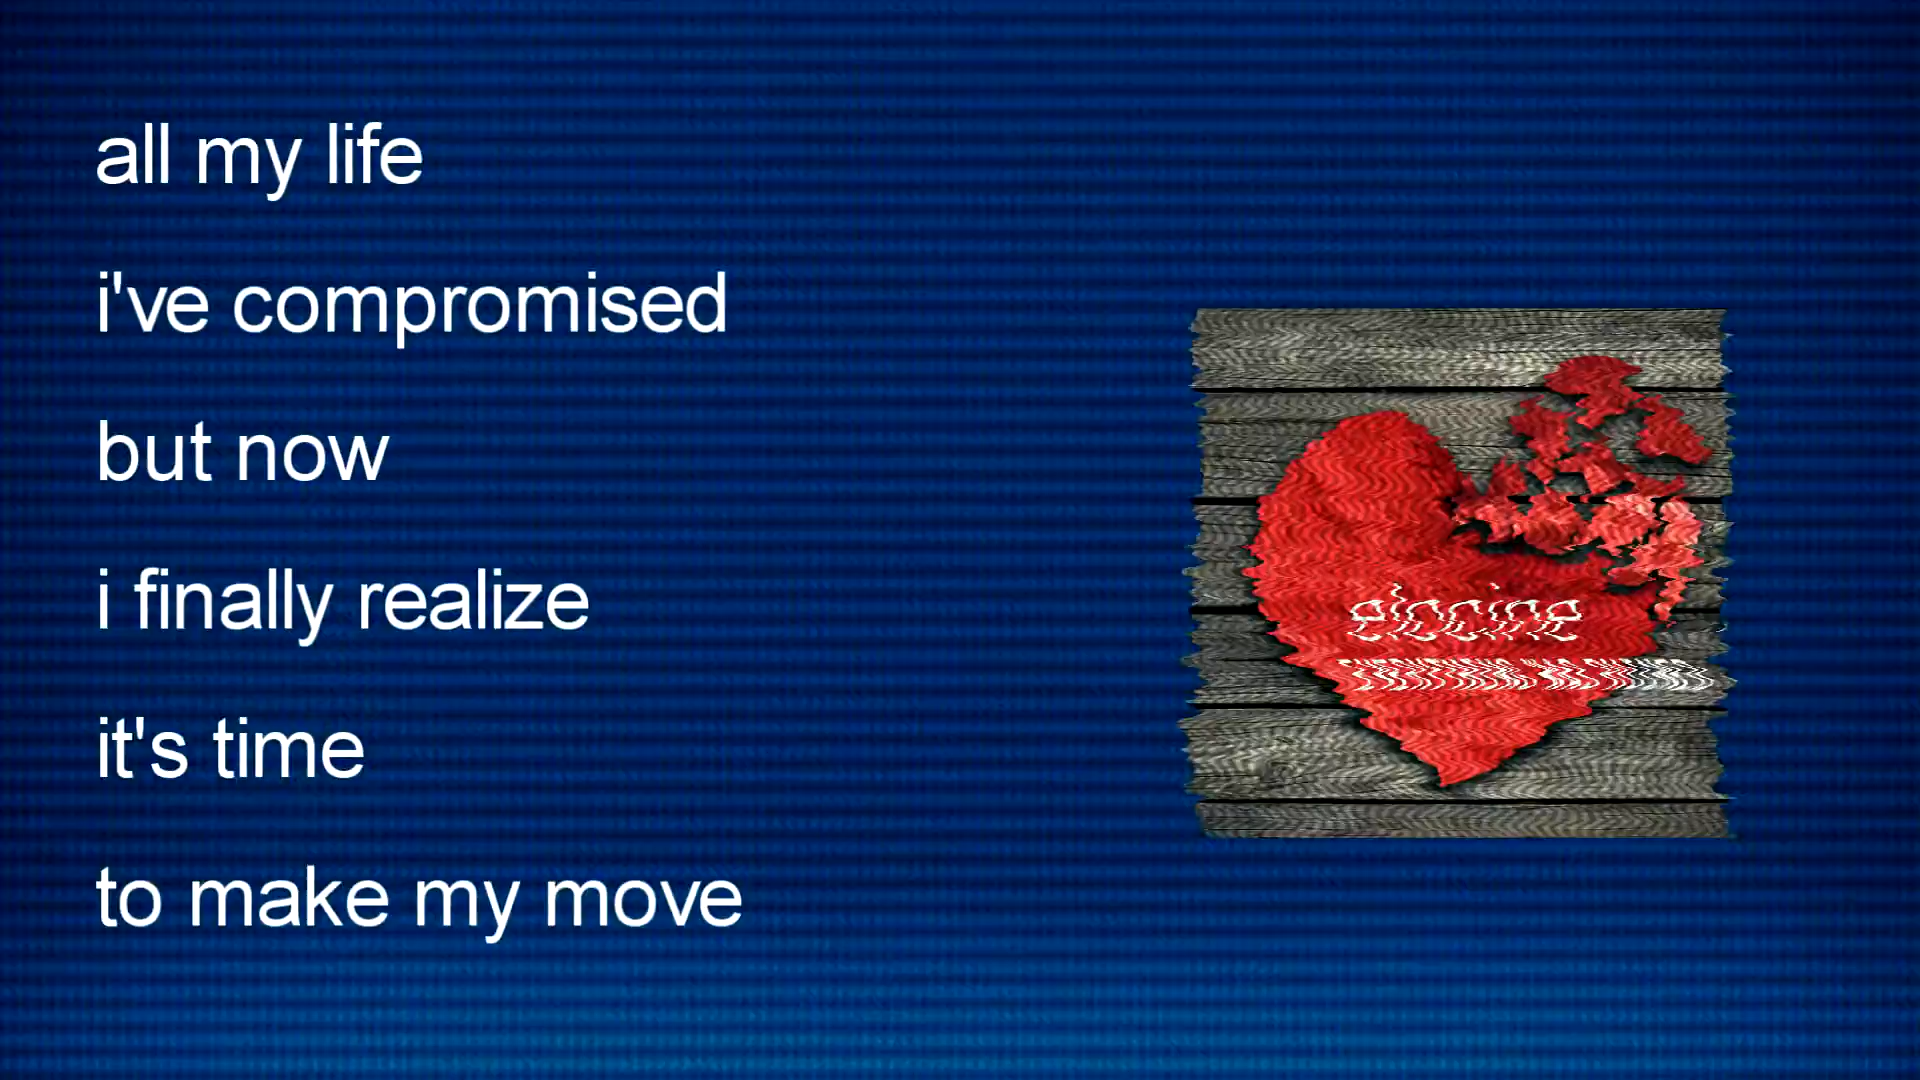 all my life
i've compromised
but now
i finally realize
it's time
to make my move